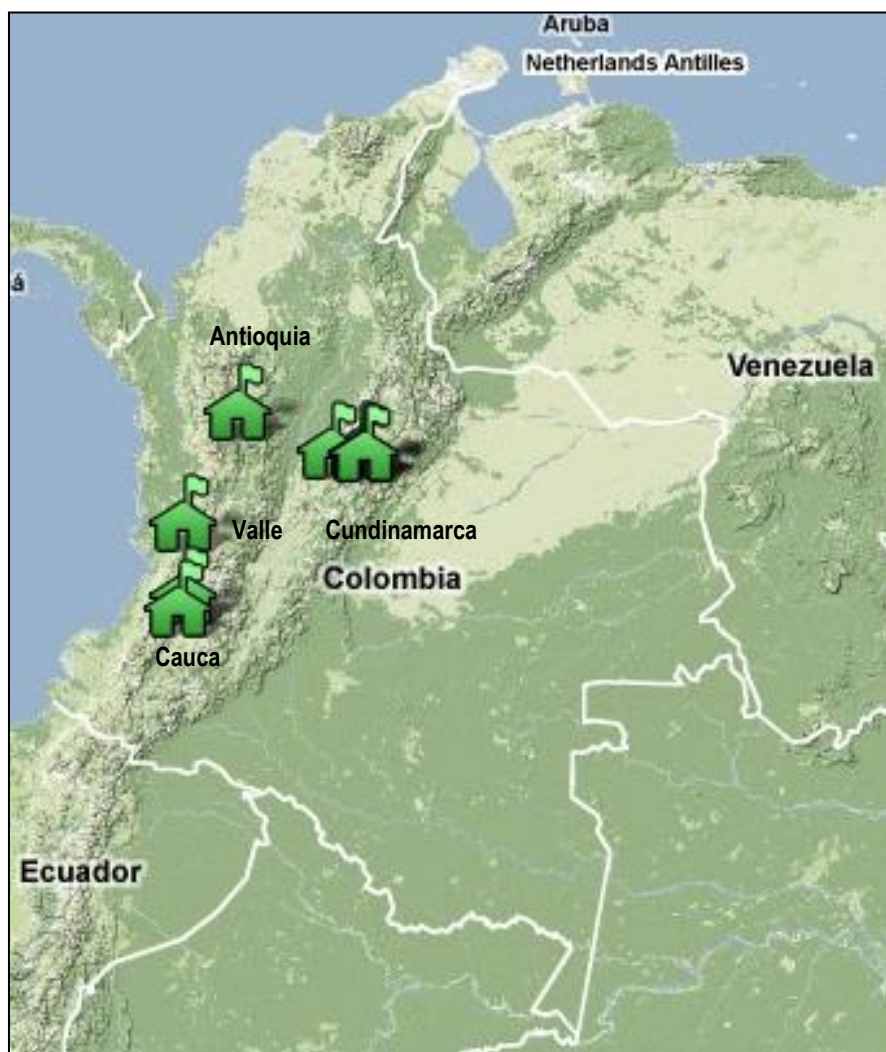 Aruba
Netherlands Antilles
á
Antioquia
Venezuela
Valle
Cundinamarca
Colombia
Cauca
Ecuador